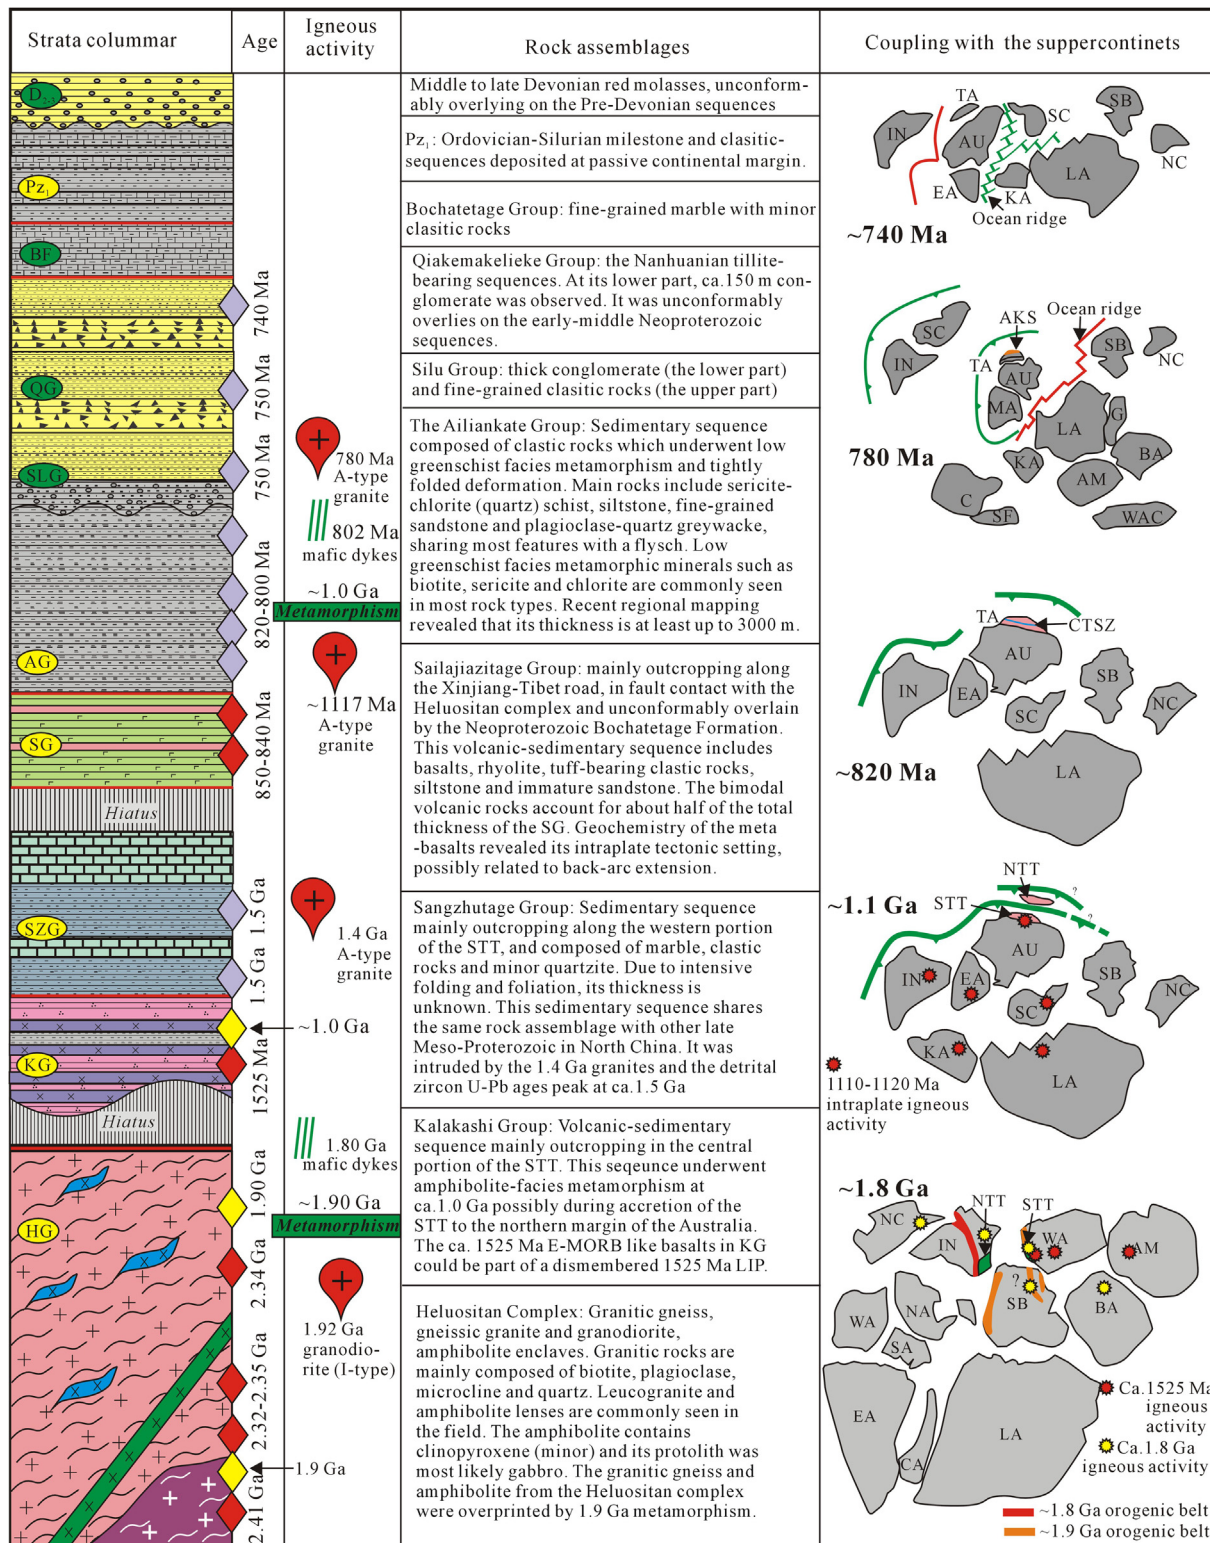 Strata colummar
Age
Igneous
activity
Rock assemblages
Coupling with the suppercontinets
D2-3
Pz1
BF
QG
SLG
AG
SG
Hiatus
SZG
KG
Hiatus
HG
740 Ma
750 Ma
750 Ma
820-800 Ma
850-840 Ma
1.5 Ga
1.5 Ga
1525 Ma
1.90 Ga
2.34 Ga
2.32-2.35 Ga
2.41 Ga
780 Ma
A-type
granite
802 Ma
mafic dykes
~1.0 Ga
Metamorphism
~1117 Ma
A-type
granite
1.4 Ga
A-type
granite
~1.0 Ga
1.80 Ga
mafic dykes
~1.90 Ga
Metamorphism
1.92 Ga
granodio-
rite (I-type)
1.9 Ga
Middle to late Devonian red molasses, unconform-
ably overlying on the Pre-Devonian sequences
Pz1: Ordovician-Silurian milestone and clasitic-
sequences deposited at passive continental margin.
Bochatetage Group: fine-grained marble with minor
clasitic rocks
Qiakemakelieke Group: the Nanhuanian tillite-
bearing sequences. At its lower part, ca.150 m con-
glomerate was observed. It was unconformably
overlies on the early-middle Neoproterozoic
sequences.
Silu Group: thick conglomerate (the lower part)
and fine-grained clasitic rocks (the upper part)
The Ailiankate Group: Sedimentary sequence
composed of clastic rocks which underwent low
greenschist facies metamorphism and tightly
folded deformation. Main rocks include sericite-
chlorite (quartz) schist, siltstone, fine-grained
sandstone and plagioclase-quartz greywacke,
sharing most features with a flysch. Low
greenschist facies metamorphic minerals such as
biotite, sericite and chlorite are commonly seen
in most rock types. Recent regional mapping
revealed that its thickness is at least up to 3000 m.
Sailajiazitage Group: mainly outcropping along
the Xinjiang-Tibet road, in fault contact with the
Heluositan complex and unconformably overlain
by the Neoproterozoic Bochatetage Formation.
This volcanic-sedimentary sequence includes
basalts, rhyolite, tuff-bearing clastic rocks,
siltstone and immature sandstone. The bimodal
volcanic rocks account for about half of the total
thickness of the SG. Geochemistry of the meta
-basalts revealed its intraplate tectonic setting,
possibly related to back-arc extension.
Sangzhutage Group: Sedimentary sequence
mainly outcropping along the western portion
of the STT, and composed of marble, clastic
rocks and minor quartzite. Due to intensive
folding and foliation, its thickness is
unknown. This sedimentary sequence shares
the same rock assemblage with other late
Meso-Proterozoic in North China. It was
intruded by the 1.4 Ga granites and the detrital
zircon U-Pb ages peak at ca.1.5 Ga
Kalakashi Group: Volcanic-sedimentary
sequence mainly outcropping in the central
portion of the STT. This seqeunce underwent
amphibolite-facies metamorphism at
ca.1.0 Ga possibly during accretion of the
STT to the northern margin of the Australia.
The ca. 1525 Ma E-MORB like basalts in KG
could be part of a dismembered 1525 Ma LIP.
Heluositan Complex: Granitic gneiss,
gneissic granite and granodiorite,
amphibolite enclaves. Granitic rocks are
mainly composed of biotite, plagioclase,
microcline and quartz. Leucogranite and
amphibolite lenses are commonly seen in
the field. The amphibolite contains
clinopyroxene (minor) and its protolith was
most likely gabbro. The granitic gneiss and
amphibolite from the Heluositan complex
were overprinted by 1.9 Ga metamorphism.
TA
IN
AU
SC
SB
NC
LA
EA
KA
Ocean ridge
~740 Ma
AKS
Ocean ridge
SC
IN
TA
AU
SB
NC
MA
LA
G
780 Ma
KA
AM
BA
C
SF
WAC
TA
CTSZ
AU
IN
EA
SB
SC
NC
~820 Ma
LA
NTT
~1.1 Ga
STT
?
?
AU
IN
EA
SB
SC
NC
KA
LA
1110-1120 Ma
intraplate igneous
activity
~1.8 Ga
NC
NTT
STT
IN
WA
AM
?
SB
BA
WA
NA
SA
EA
CA
LA
Ca.1525 Ma
igneous
activity
Ca.1.8 Ga
igneous activity
~1.8 Ga orogenic belt
~1.9 Ga orogenic belt